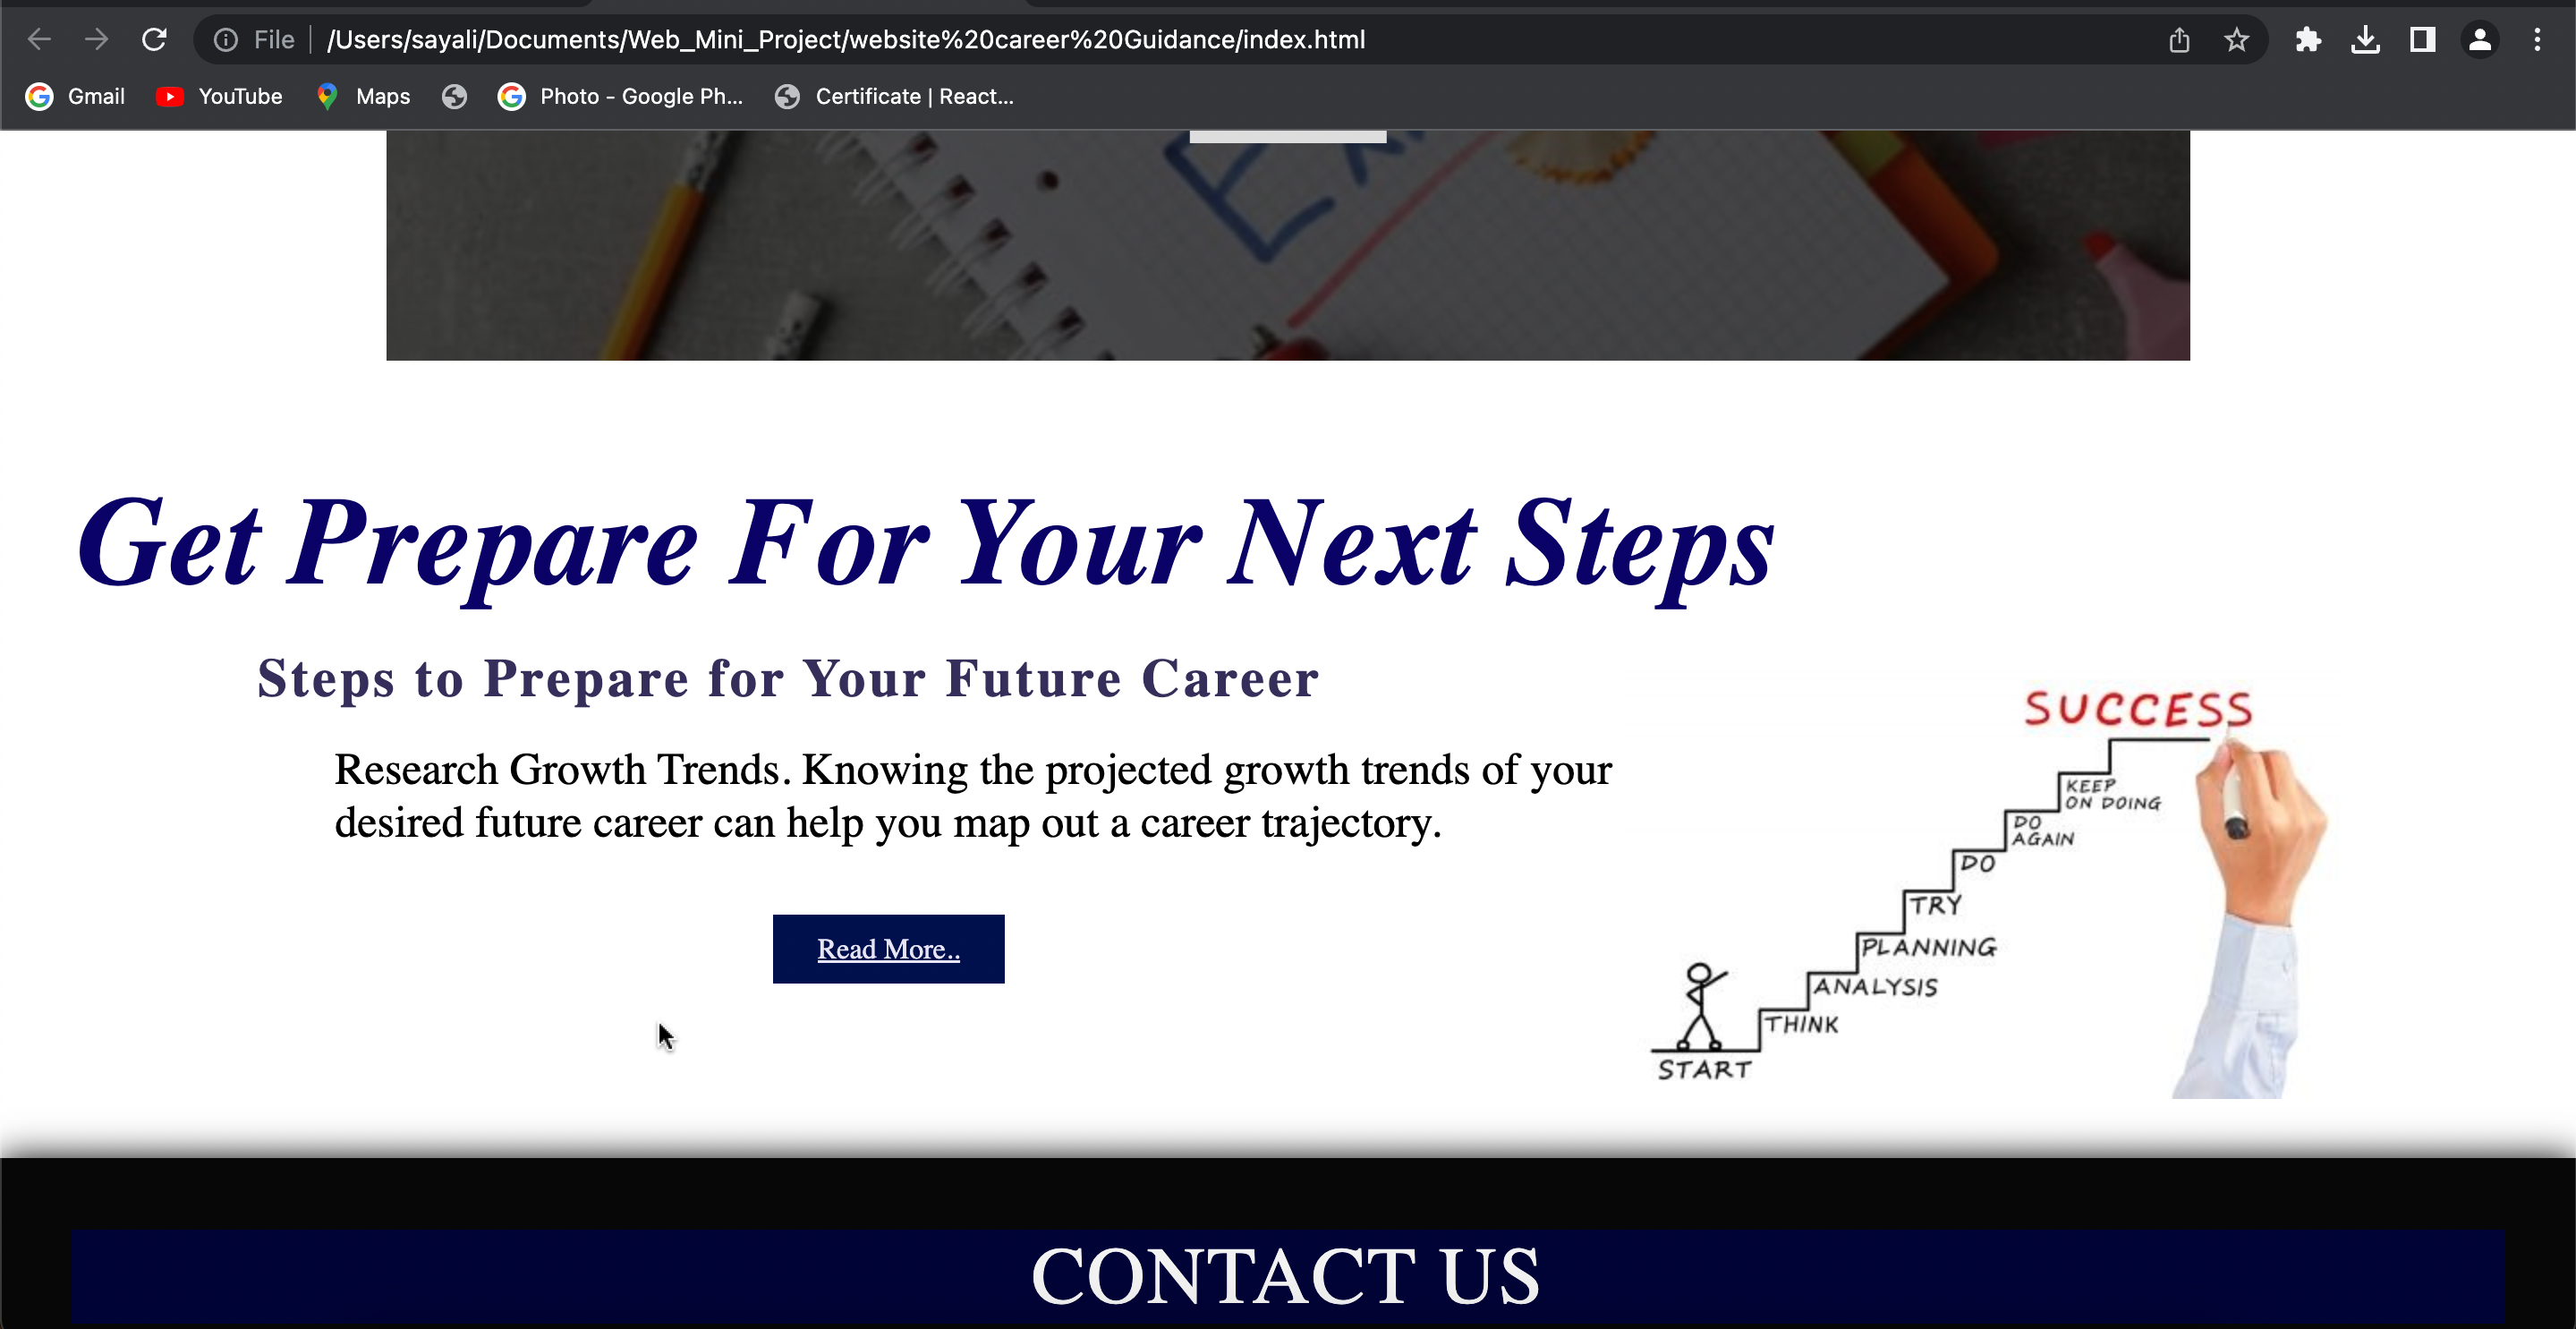 File
/Users/sayali/Documents/Web_Mini_Project/website%20career%20Guidance/index.html
Gmail
YouTube
Maps
Photo - Google Ph...
Certificate | React...
Get Prepare For Your Next Steps
Steps to Prepare for Your Future Career
Research Growth Trends. Knowing the projected growth trends of your
desired future career can help you map out a career trajectory.
Read More..
SUCCESS
KEEP
ON DOING
DO
AGAIN
DO
TRY
PLANNING
ANALYSIS
THINK
START
CONTACT US